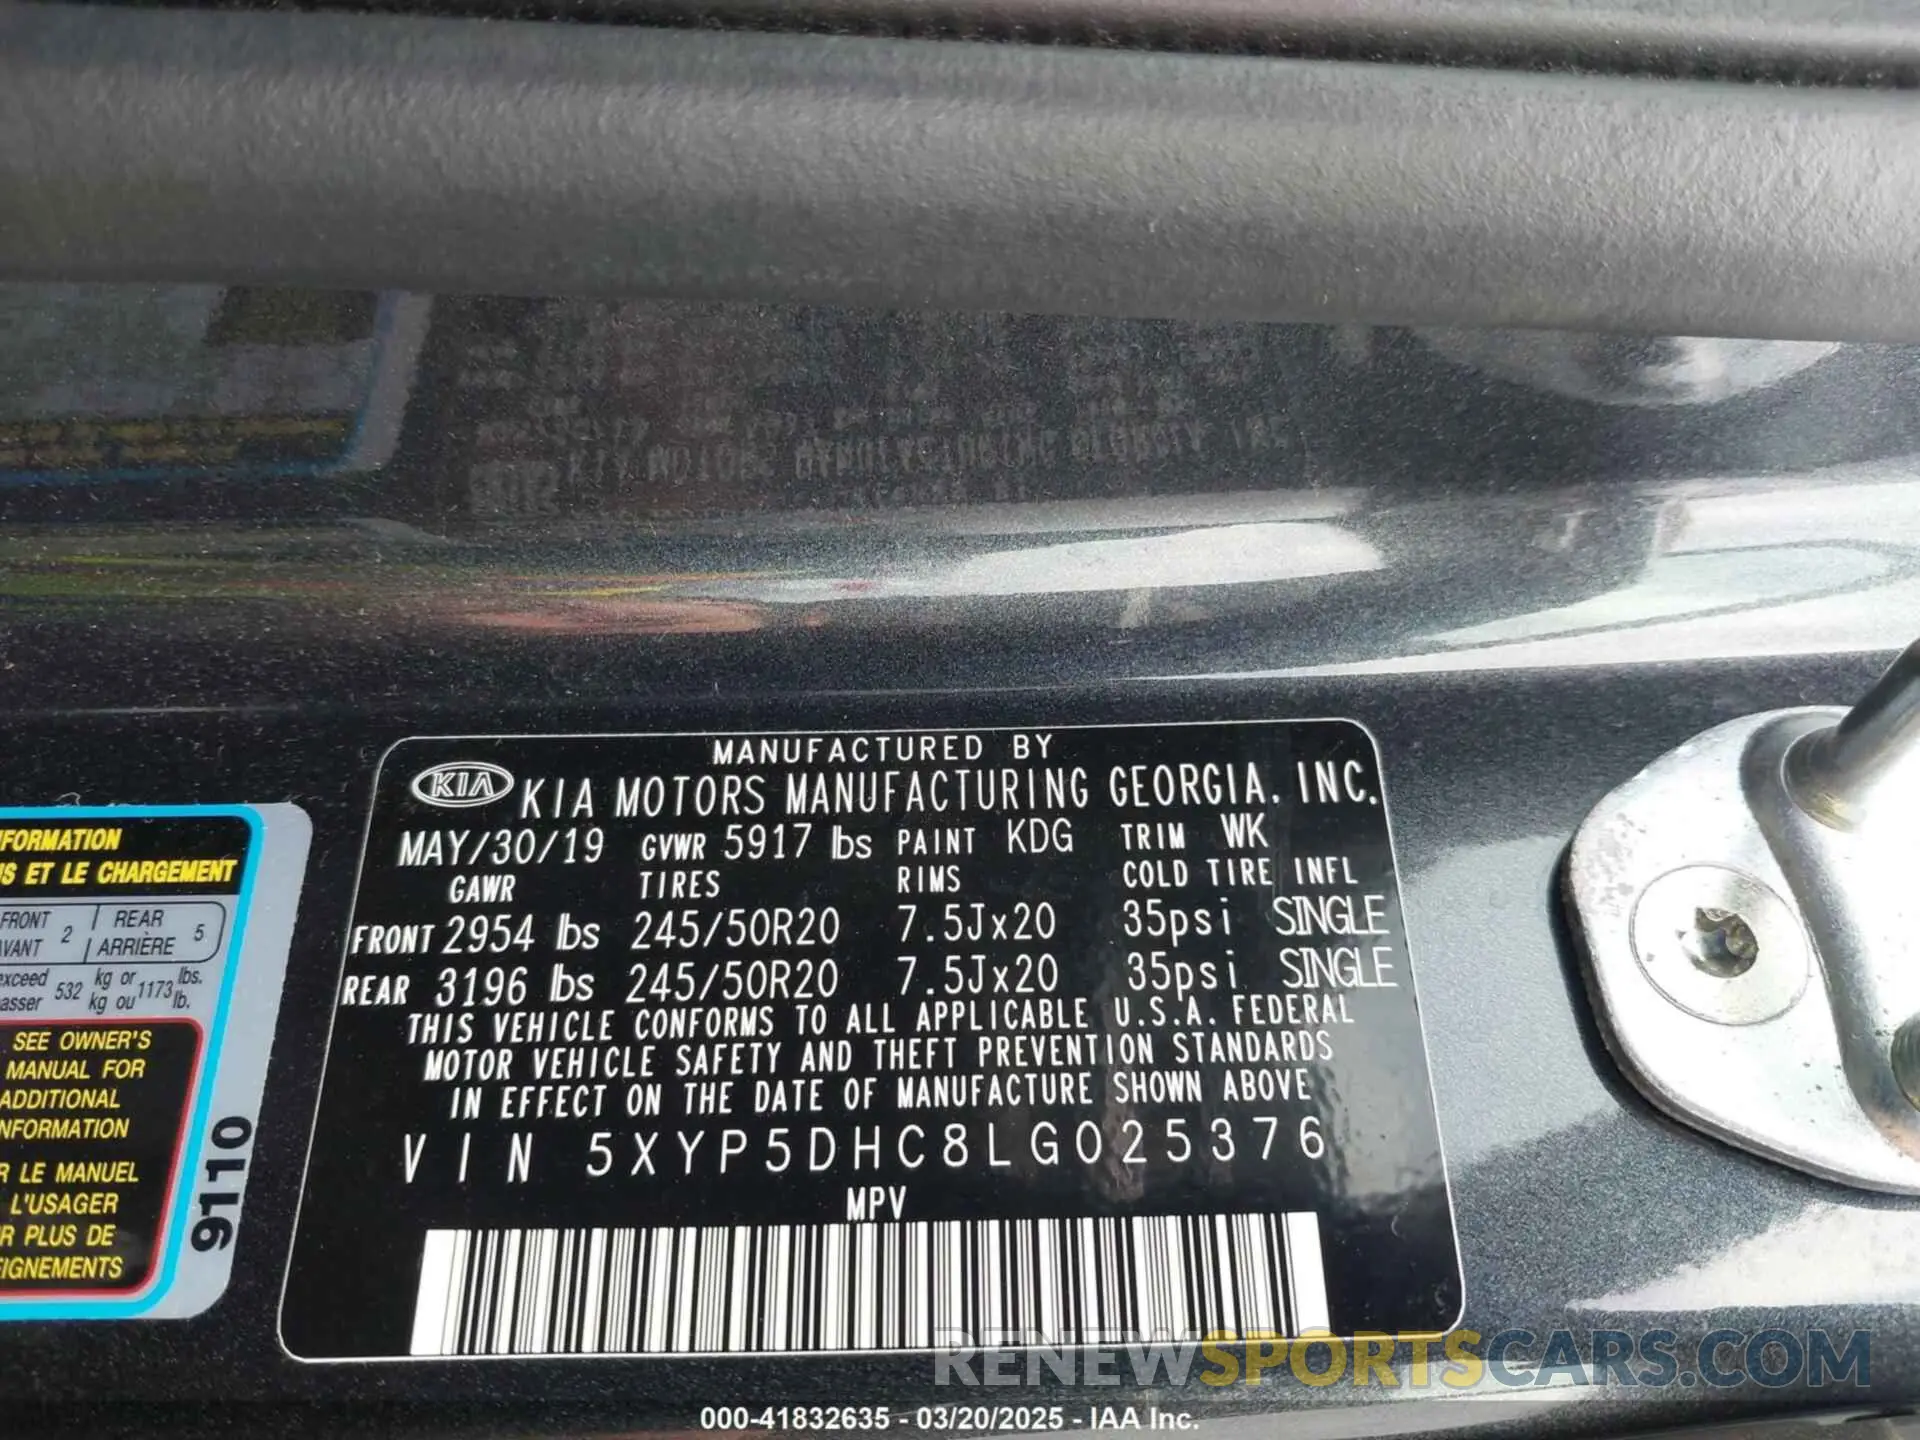 MANUFACTURED BY
KIA KIA MOTORS MANUFACTURING GEORGIA. INC.
MAY/30/19 GVWR 5917 lbs PAINT KDG TRIM WK
GAWR TIRES RIMS COLD TIRE INFL
FRONT 2954 lbs 245/50R20 7.5Jx20 35psi SINGLE
REAR 3196 lbs 245/50R20 7.5Jx20 35psi SINGLE
THIS VEHICLE CONFORMS TO ALL APPLICABLE U.S.A. FEDERAL
MOTOR VEHICLE SAFETY AND THEFT PREVENTION STANDARDS
IN EFFECT ON THE DATE OF MANUFACTURE SHOWN ABOVE
VIN 5XYP5DHC8LG025376
MPV
NFORMATION
S ET LE CHARGEMENT
FRONT 2 REAR 5
AVANT ARRIÈRE
exceed 532 kg or 1173 lbs.
asser kg ou lb.
SEE OWNER'S
MANUAL FOR
ADDITIONAL
NFORMATION
R LE MANUEL
L'USAGER
R PLUS DE
IGNEMENTS
9110
RENEWSPORTSCARS.COM
000-41832635 - 03/20/2025 - IAA Inc.